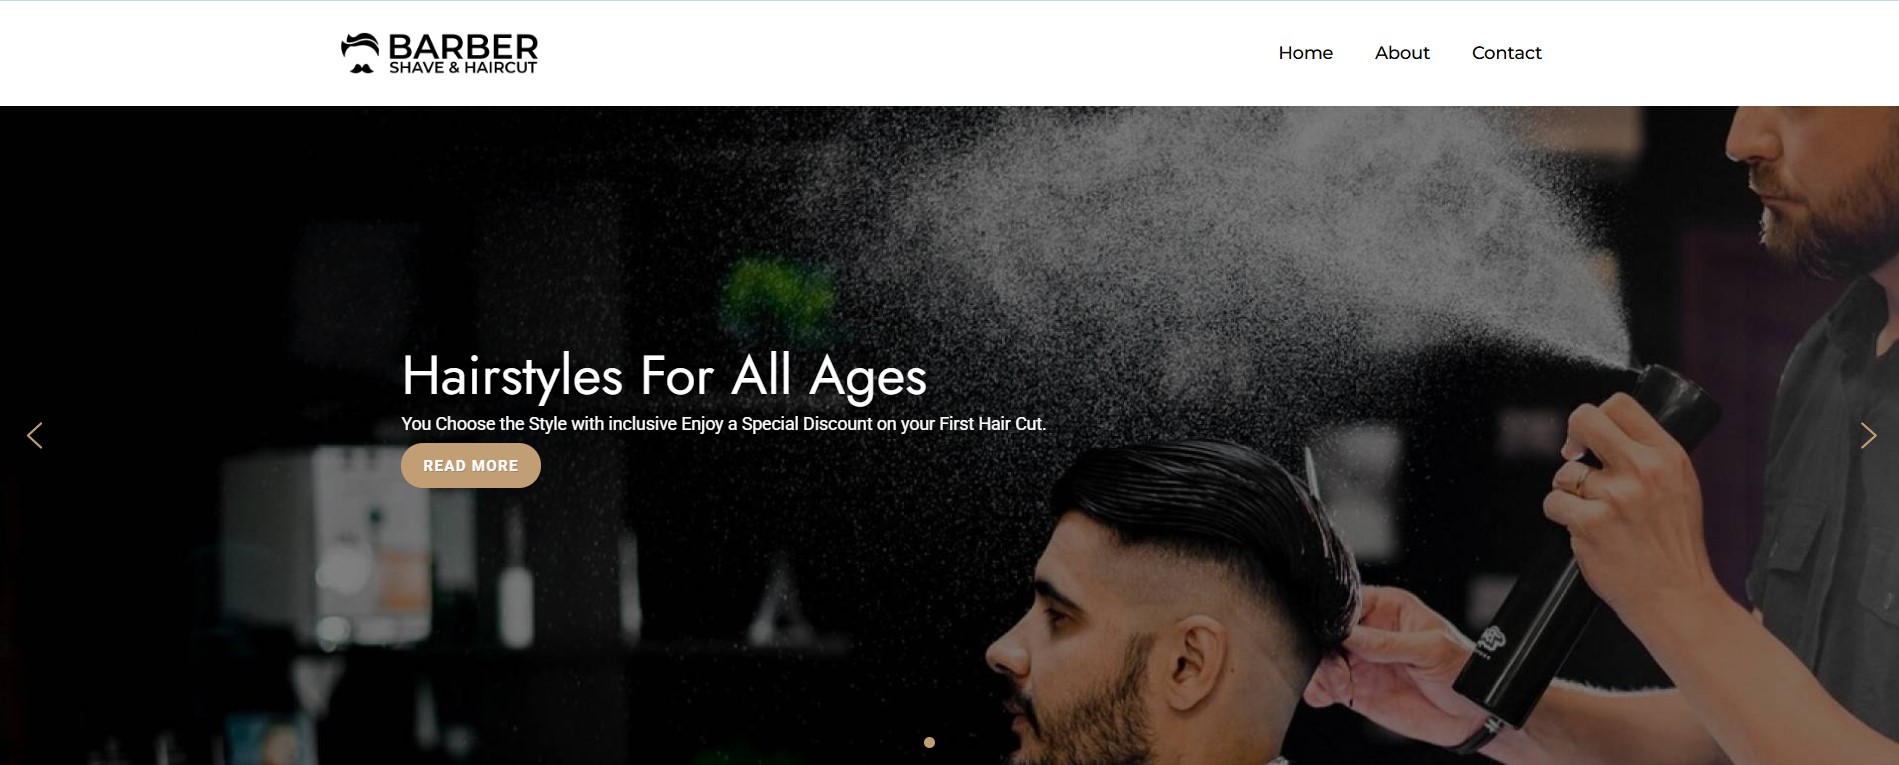 BARBER
SHAVE & HAIRCUT
Home About Contact
Hairstyles For All Ages
You Choose the Style with inclusive Enjoy a Special Discount on your First Hair Cut.
READ MORE